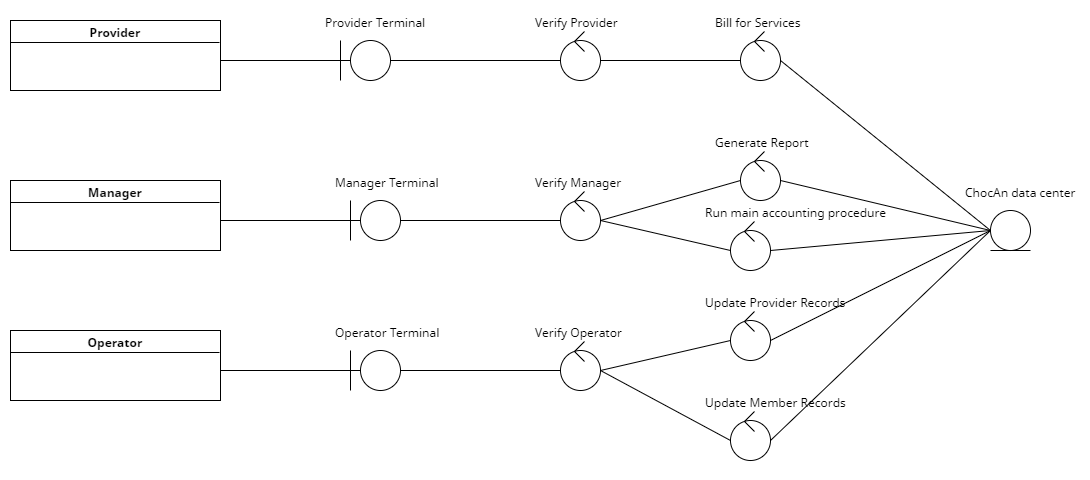 Provider
Provider Terminal
Verify Provider
Bill for Services
Generate Report
Manager
Manager Terminal
Verify Manager
ChocAn data center
Run main accounting procedure
Update Provider Records
Operator
Operator Terminal
Verify Operator
Update Member Records